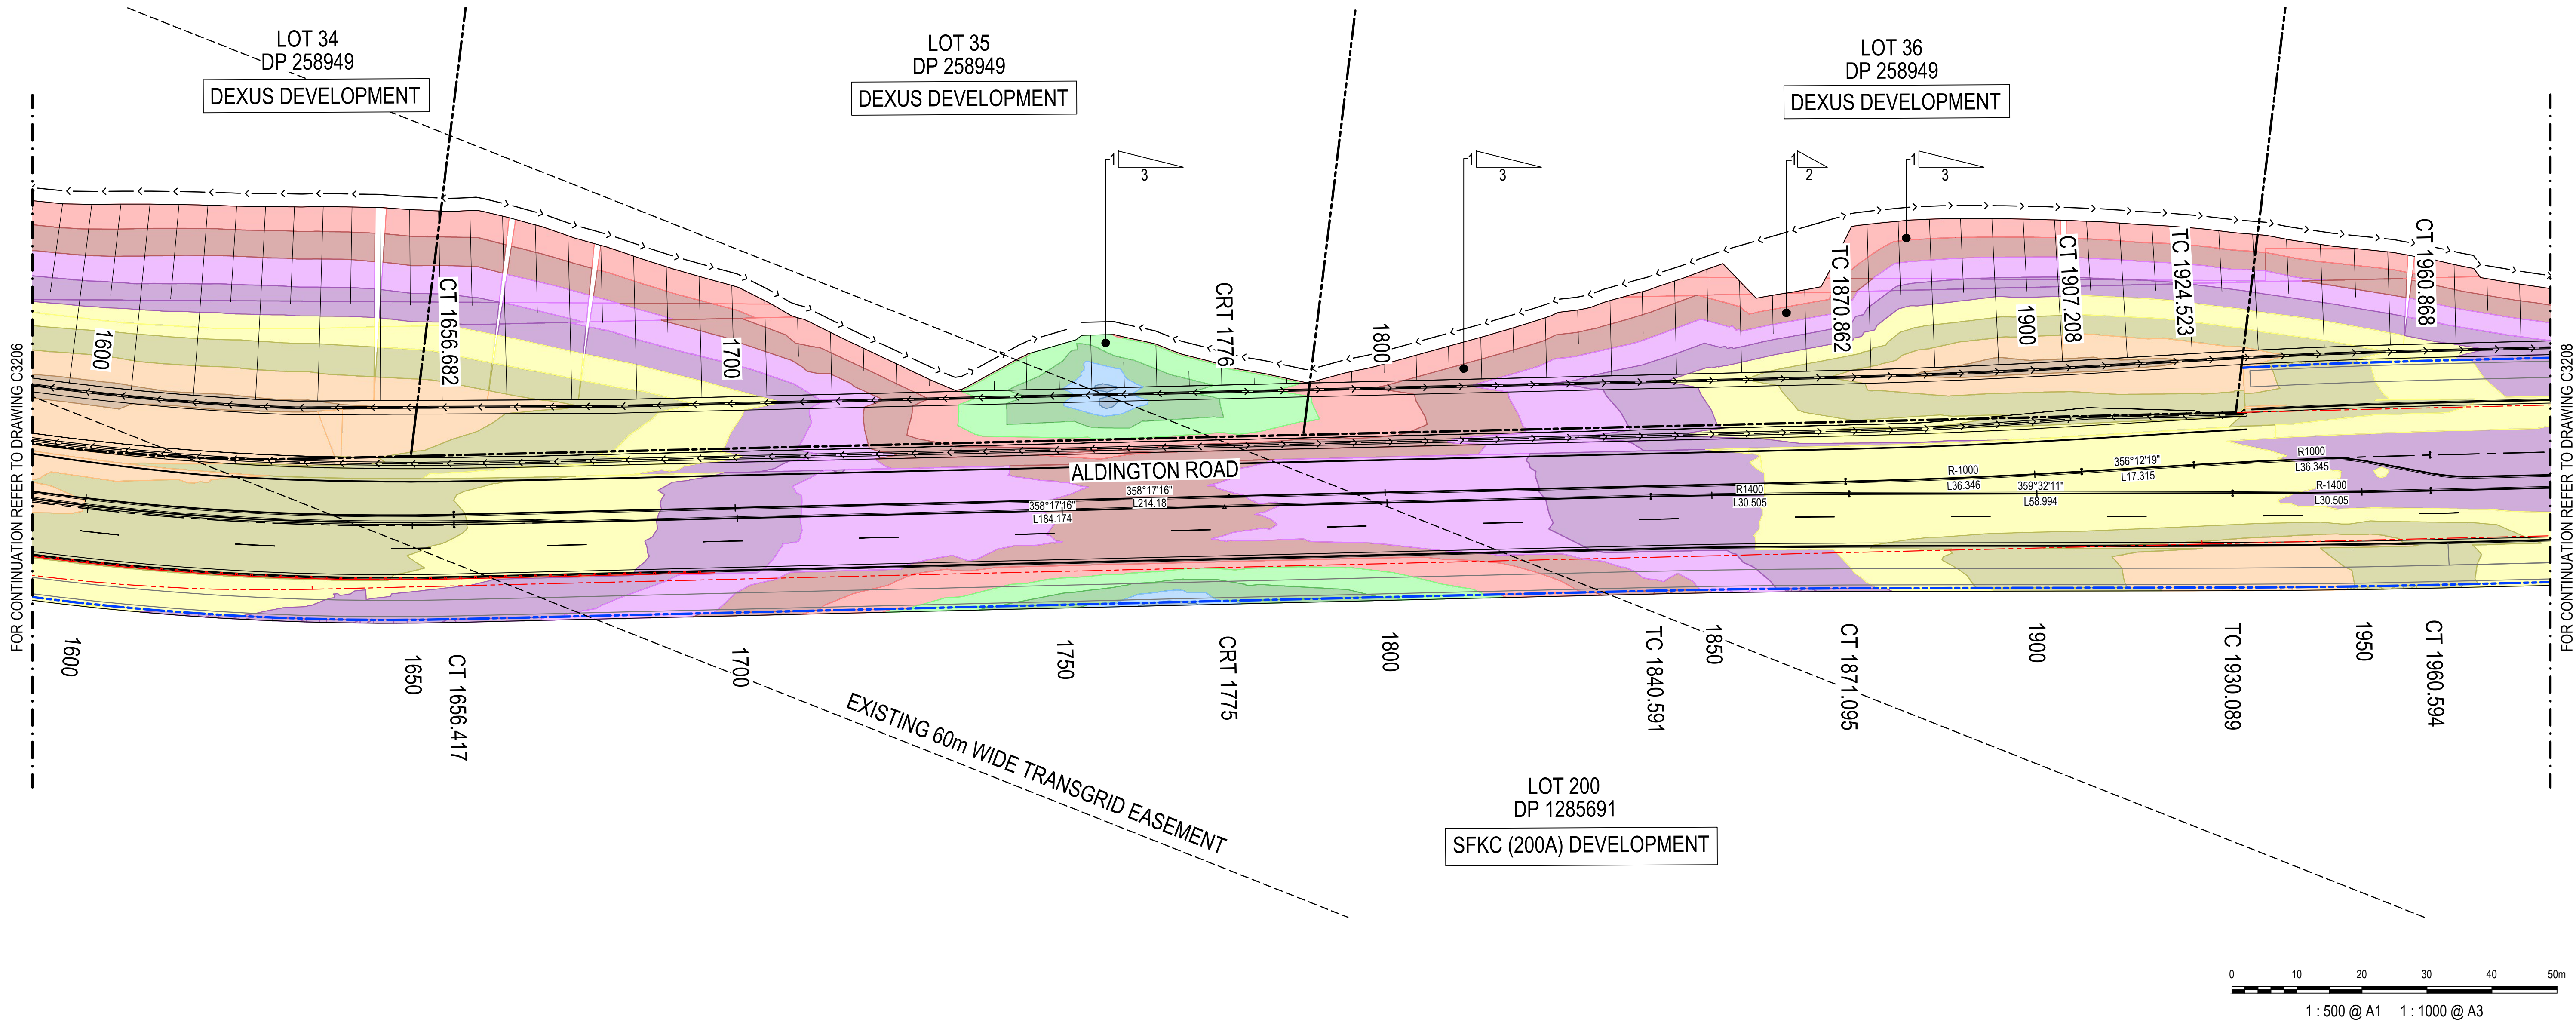 LOT 34
DP 258949
DEXUS DEVELOPMENT
LOT 35
DP 258949
DEXUS DEVELOPMENT
LOT 36
DP 258949
DEXUS DEVELOPMENT
1
3
1
3
1
2
1
3
FOR CONTINUATION REFER TO DRAWING C3206
FOR CONTINUATION REFER TO DRAWING C3208
1600
CT 1656.682
1700
CRT 1776
1800
TC 1870.862
1900
CT 1907.208
TC 1924.523
CT 1960.868
ALDINGTON ROAD
358°17'16"
L184.174
358°17'16"
L214.18
R1400
L30.505
R-1000
L36.346
359°32'11"
L58.994
356°12'19"
L17.315
R1000
L36.345
R-1400
L30.505
1600
1650
CT 1656.417
1700
1750
CRT 1775
1800
TC 1840.591
1850
CT 1871.095
1900
TC 1930.089
1950
CT 1960.594
EXISTING 60m WIDE TRANSGRID EASEMENT
LOT 200
DP 1285691
SFKC (200A) DEVELOPMENT
0 10 20 30 40 50m
1 : 500 @ A1 1 : 1000 @ A3